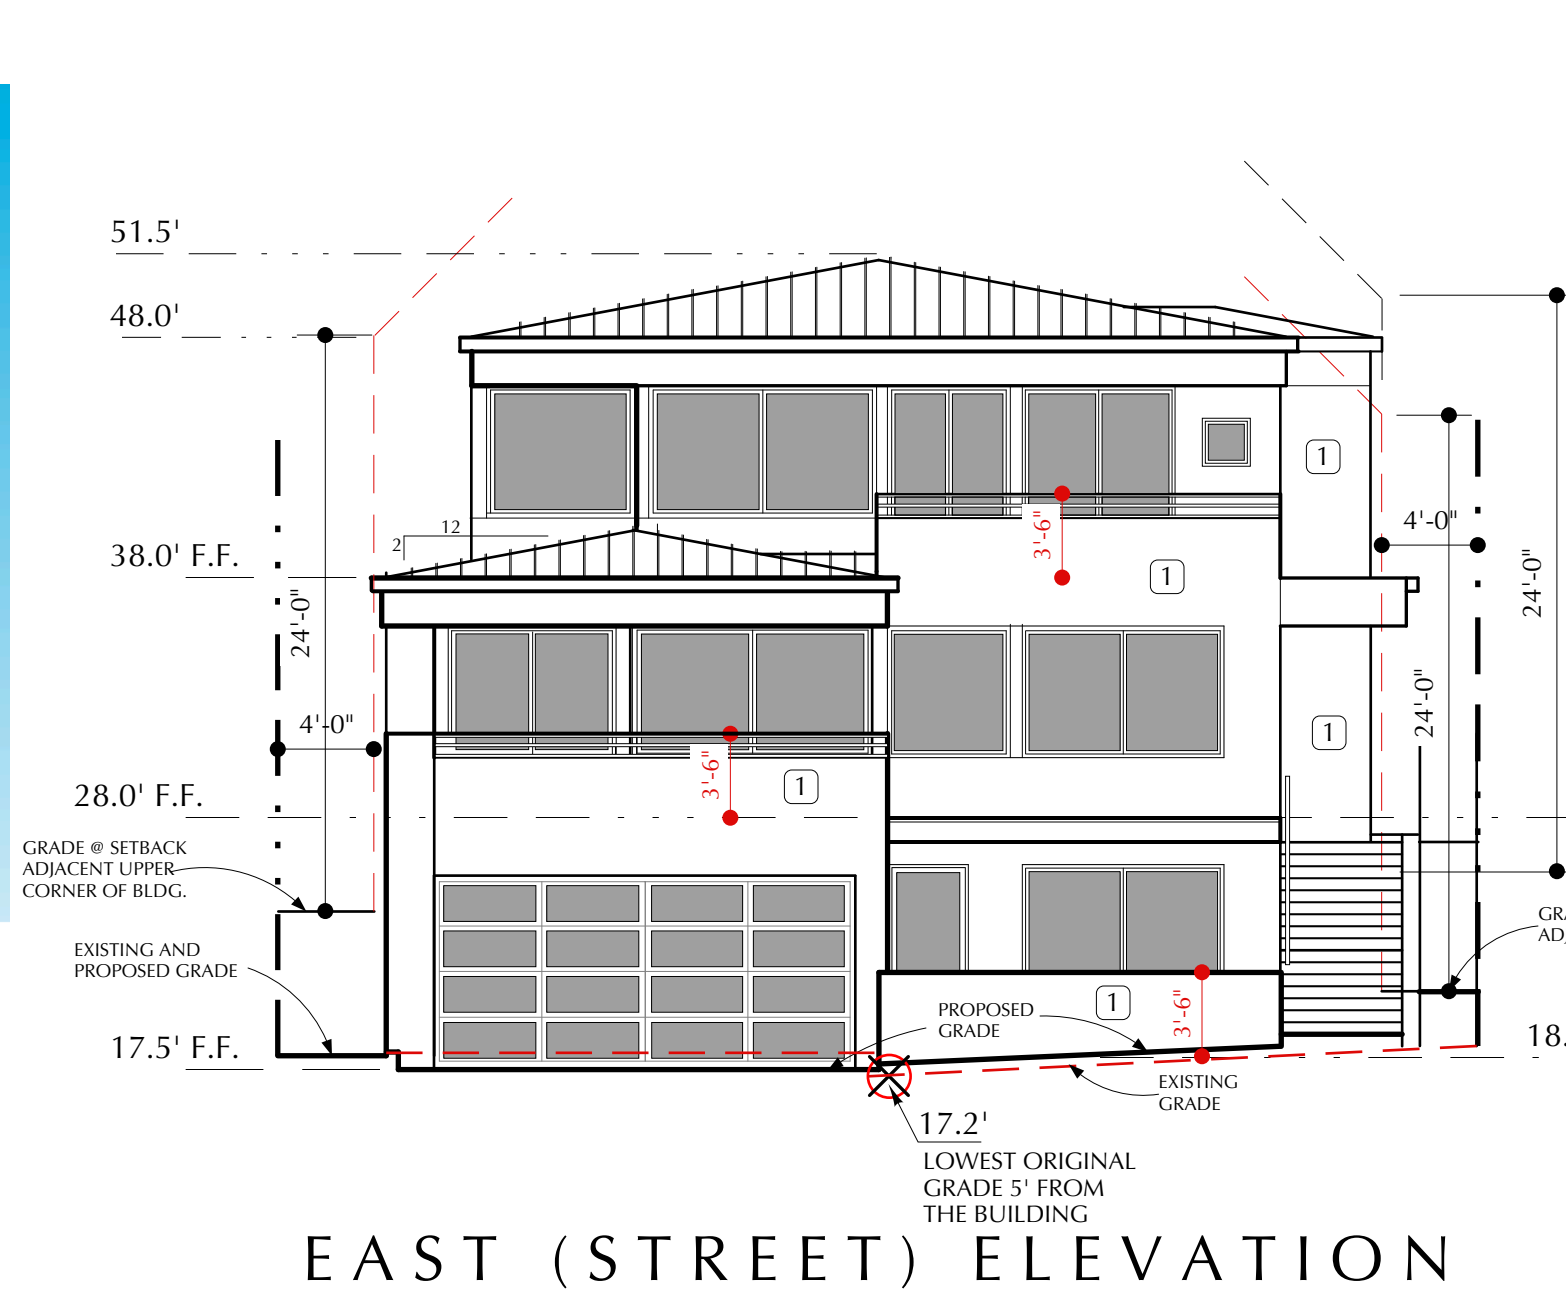 51.5'
48.0'
12
2
38.0' F.F.
24'-0"
4'-0"
28.0' F.F.
GRADE @ SETBACK
ADJACENT UPPER
CORNER OF BLDG.
EXISTING AND
PROPOSED GRADE
17.5' F.F.
3'-6"
1
3'-6"
1
1
1
4'-0"
24'-0"
24'-0"
1
3'-6"
PROPOSED
GRADE
EXISTING
GRADE
18.
17.2'
LOWEST ORIGINAL
GRADE 5' FROM
THE BUILDING
EAST (STREET) ELEVATION